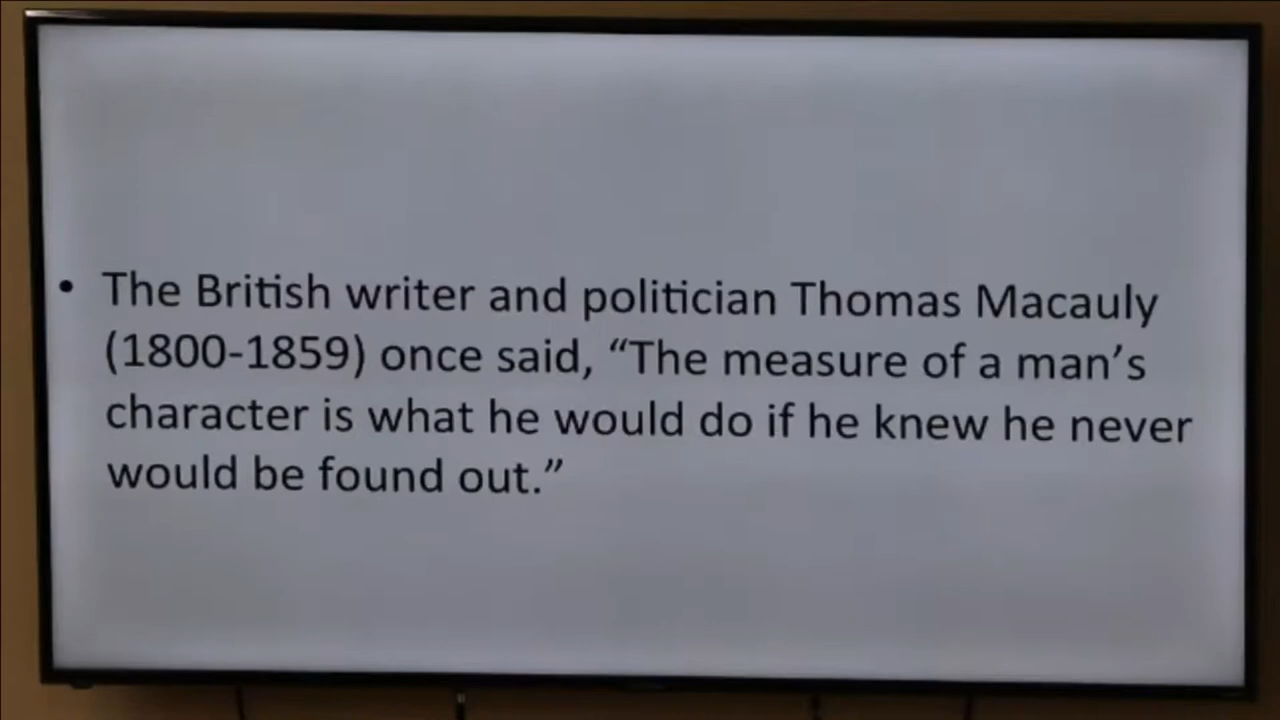 • The British writer and politician Thomas Macauly
(1800-1859) once said, “The measure of a man’s
character is what he would do if he knew he never
would be found out.”